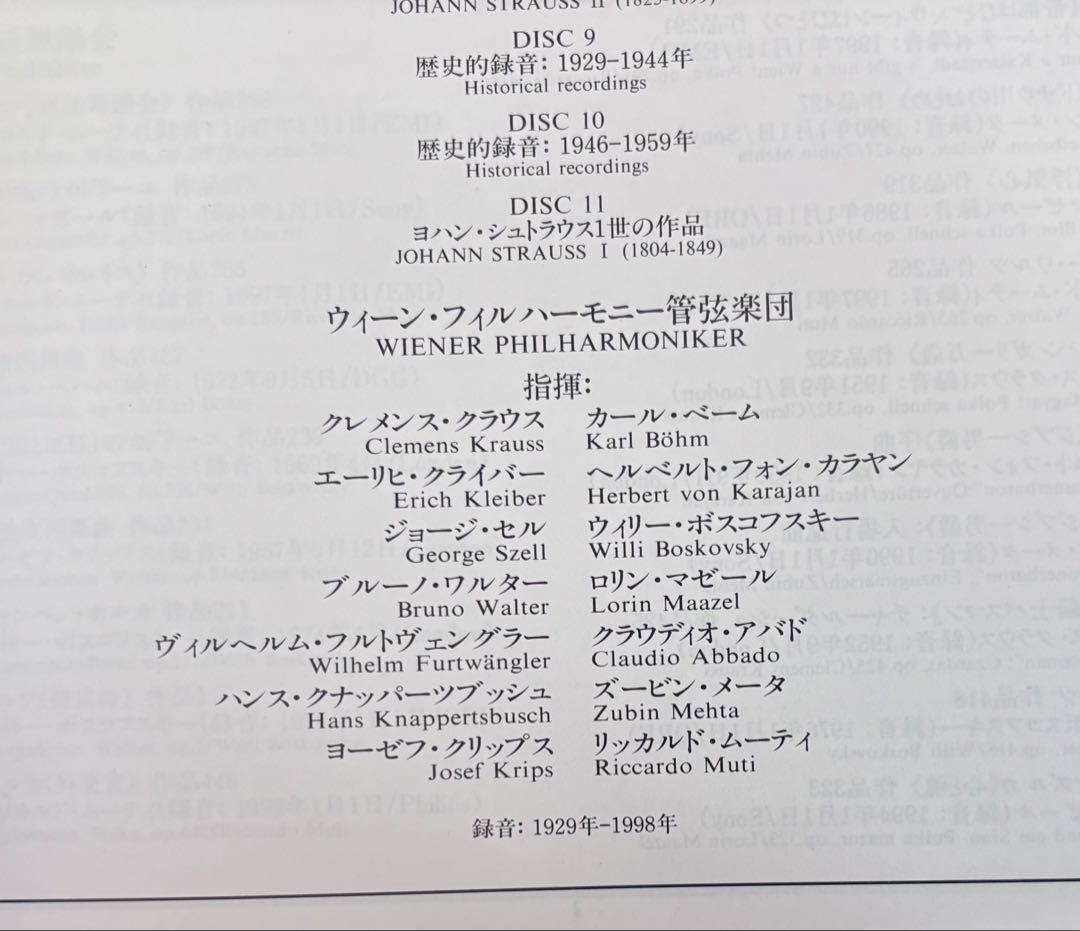 JOHANN STRAUSS II (1825-1899)
DISC 9
歴史的録音：1929-1944年
Historical recordings
DISC 10
歴史的録音：1946-1959年
Historical recordings
DISC 11
ヨハン・シュトラウス1世の作品
JOHANN STRAUSS I (1804-1849)
ウィーン・フィルハーモニー管弦楽団
WIENER PHILHARMONIKER
指揮：
クレメンス・クラウス
Clemens Krauss
エーリヒ・クライバー
Erich Kleiber
ジョージ・セル
George Szell
ブルーノ・ワルター
Bruno Walter
ヴィルヘルム・フルトヴェングラー
Wilhelm Furtwängler
ハンス・クナッパーツブッシュ
Hans Knappertsbusch
ヨーゼフ・クリップス
Josef Krips
カール・ベーム
Karl Böhm
ヘルベルト・フォン・カラヤン
Herbert von Karajan
ウィリー・ボスコフスキー
Willi Boskovsky
ロリン・マゼール
Lorin Maazel
クラウディオ・アバド
Claudio Abbado
ズービン・メータ
Zubin Mehta
リッカルド・ムーティ
Riccardo Muti
録音：1929年-1998年